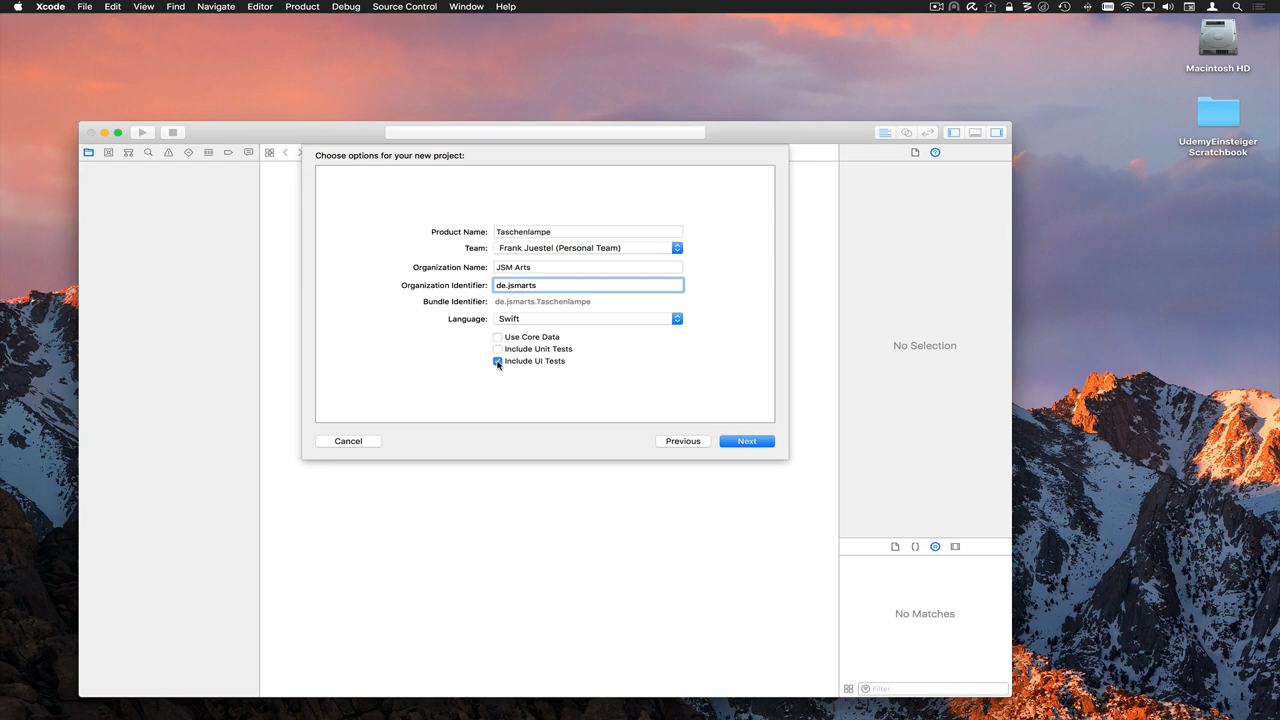 Xcode File Edit View Find Navigate Editor Product Debug Source Control Window Help
Macintosh HD
UdemyEinsteiger
Scratchbook
Choose options for your new project:
Product Name: Taschenlampe
Team: Frank Juestel (Personal Team)
Organization Name: JSM Arts
Organization Identifier: de.jsmarts
Bundle Identifier: de.jsmarts.Taschenlampe
Language: Swift
Use Core Data
Include Unit Tests
Include UI Tests
Cancel Previous Next
No Selection
No Matches
Filter